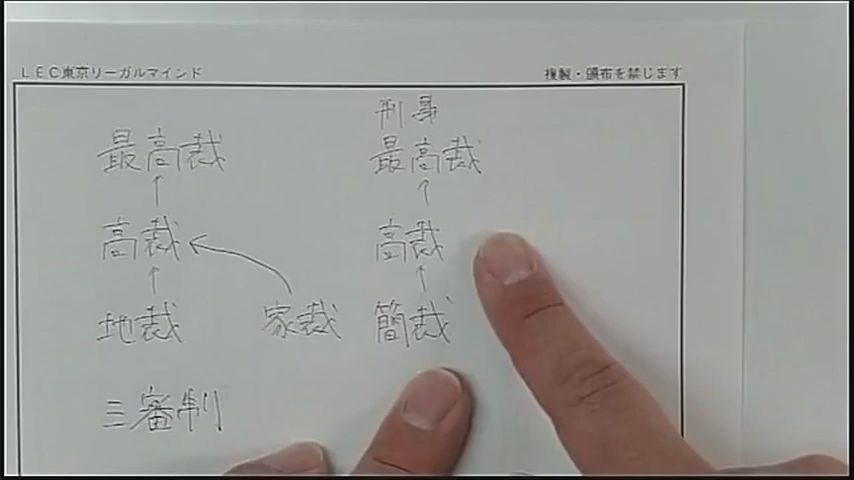 LEC東京リーガルマインド
複製・頒布を禁じます
最高裁
↑
高裁
↑
地裁
家裁
三審制
最高裁
↑
高裁
↑
簡裁